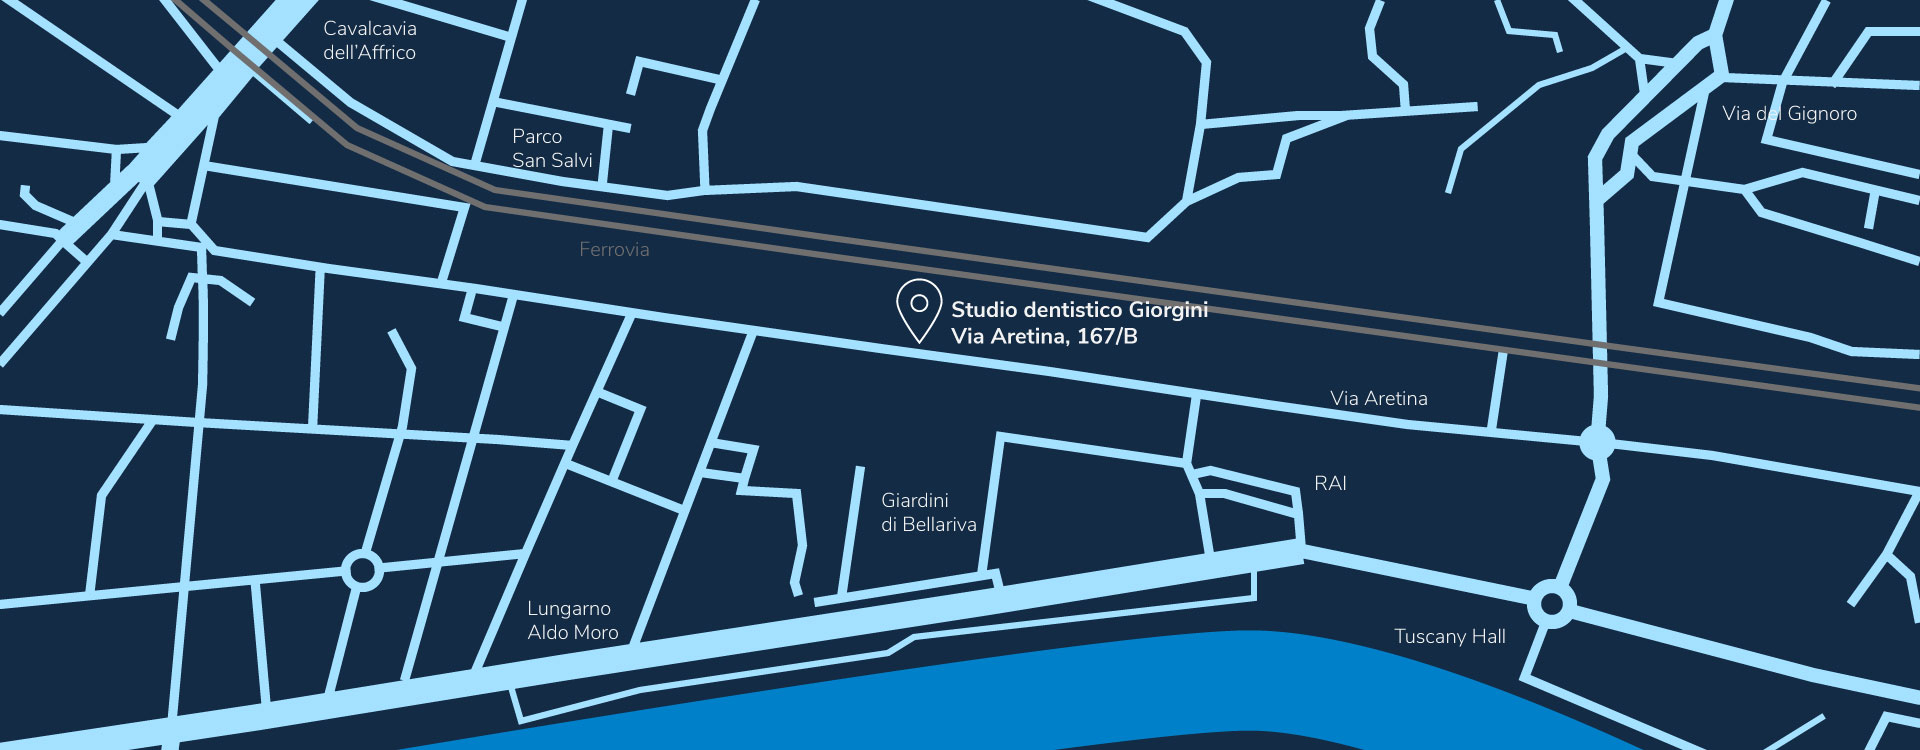 Cavalcavia
dell'Affrico
Via del Gignoro
Parco
San Salvi
Ferrovia
Studio dentistico Giorgini
Via Aretina, 167/B
Via Aretina
RAI
Giardini
di Bellariva
Lungarno
Aldo Moro
Tuscany Hall